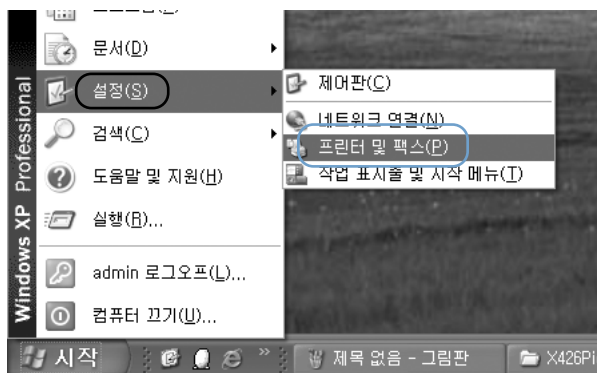 Windows XP Professional
문서(D)
설정(S)
검색(C)
도움말 및 지원(H)
실행(R)...
admin 로그오프(L)...
컴퓨터 끄기(U)...
제어판(C)
네트워크 연결(N)
프린터 및 팩스(P)
작업 표시줄 및 시작 메뉴(T)
시작
제목 없음 - 그림판
X426Pi